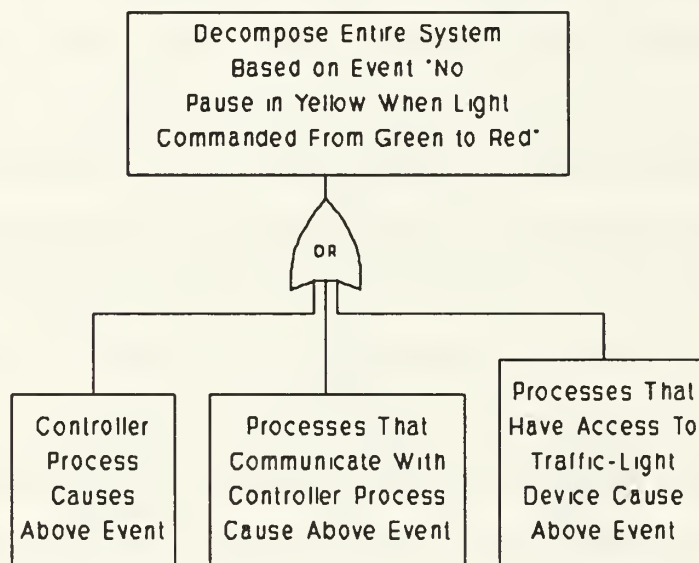 Decompose Entire System
Based on Event "No
Pause in Yellow When Light
Commanded From Green to Red"
OR
Controller
Process
Causes
Above Event
Processes That
Communicate With
Controller Process
Cause Above Event
Processes That
Have Access To
Traffic-Light
Device Cause
Above Event